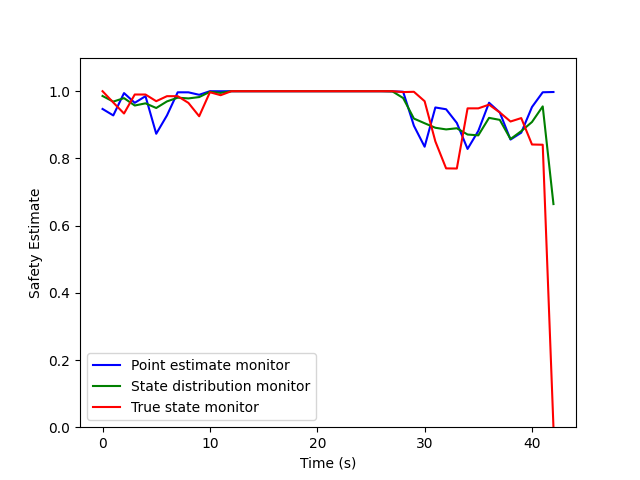 1.0
0.8
0.6
0.4
0.2
0.0
Safety Estimate
Point estimate monitor
State distribution monitor
True state monitor
0 10 20 30 40
Time (s)